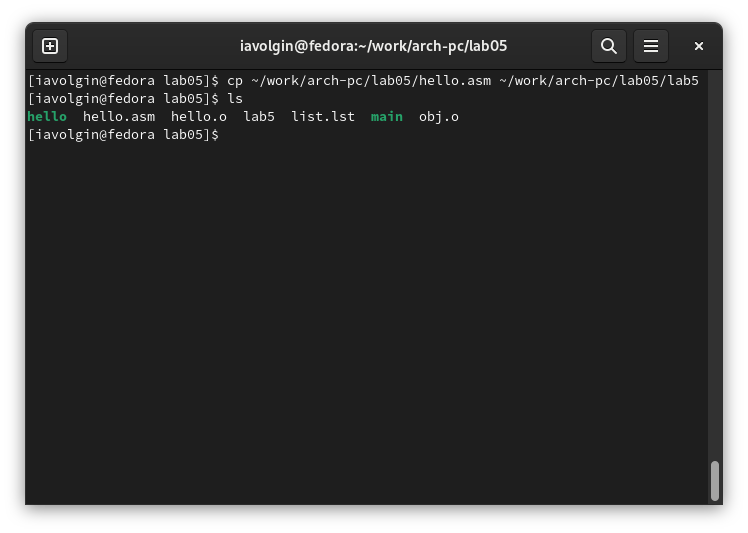 iavolgin@fedora:~/work/arch-pc/lab05
[iavolgin@fedora lab05]$ cp ~/work/arch-pc/lab05/hello.asm ~/work/arch-pc/lab05/lab5
[iavolgin@fedora lab05]$ ls
hello  hello.asm  hello.o  lab5  list.lst  main  obj.o
[iavolgin@fedora lab05]$